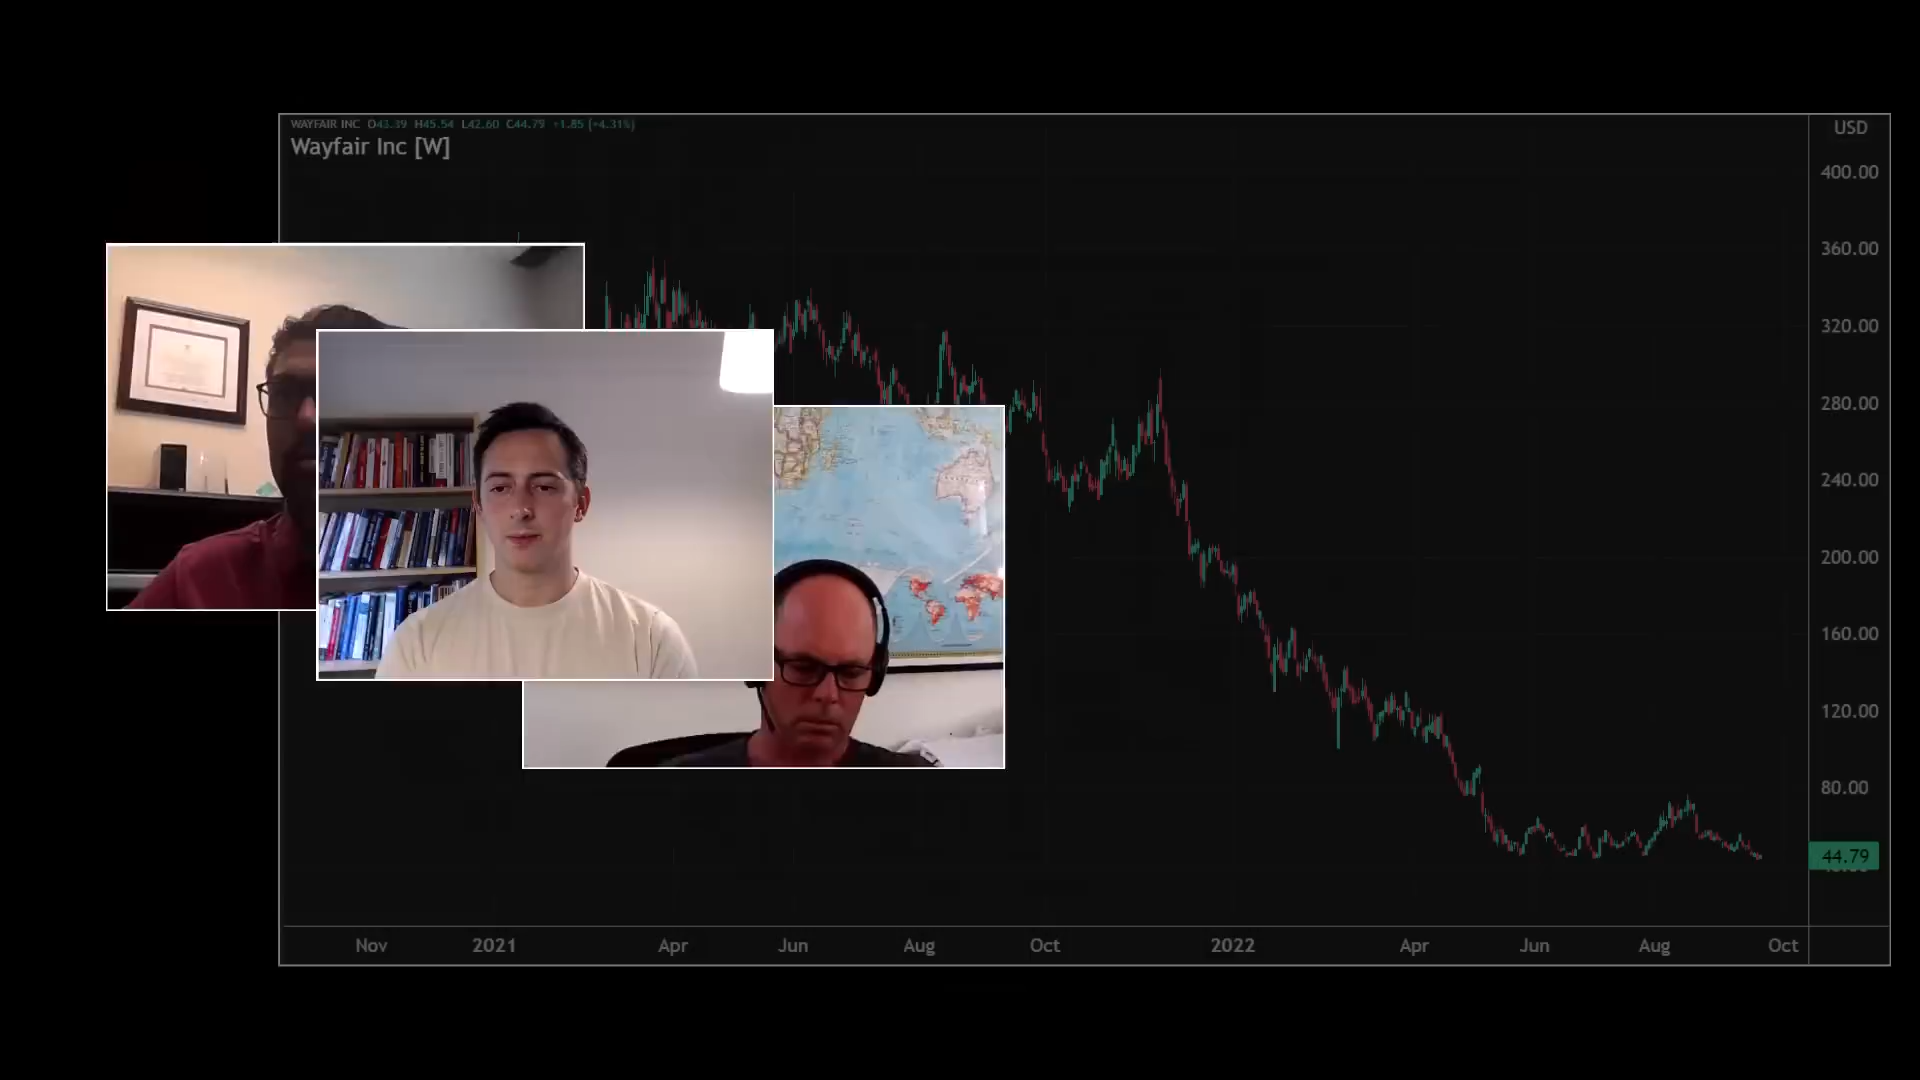 WAYFAIR INC O43.39 H45.54 L42.60 C44.79 +1.85 (+4.31%)
Wayfair Inc [W]
USD
400.00
360.00
320.00
280.00
240.00
200.00
160.00
120.00
80.00
44.79
Nov 2021 Apr Jun Aug Oct 2022 Apr Jun Aug Oct